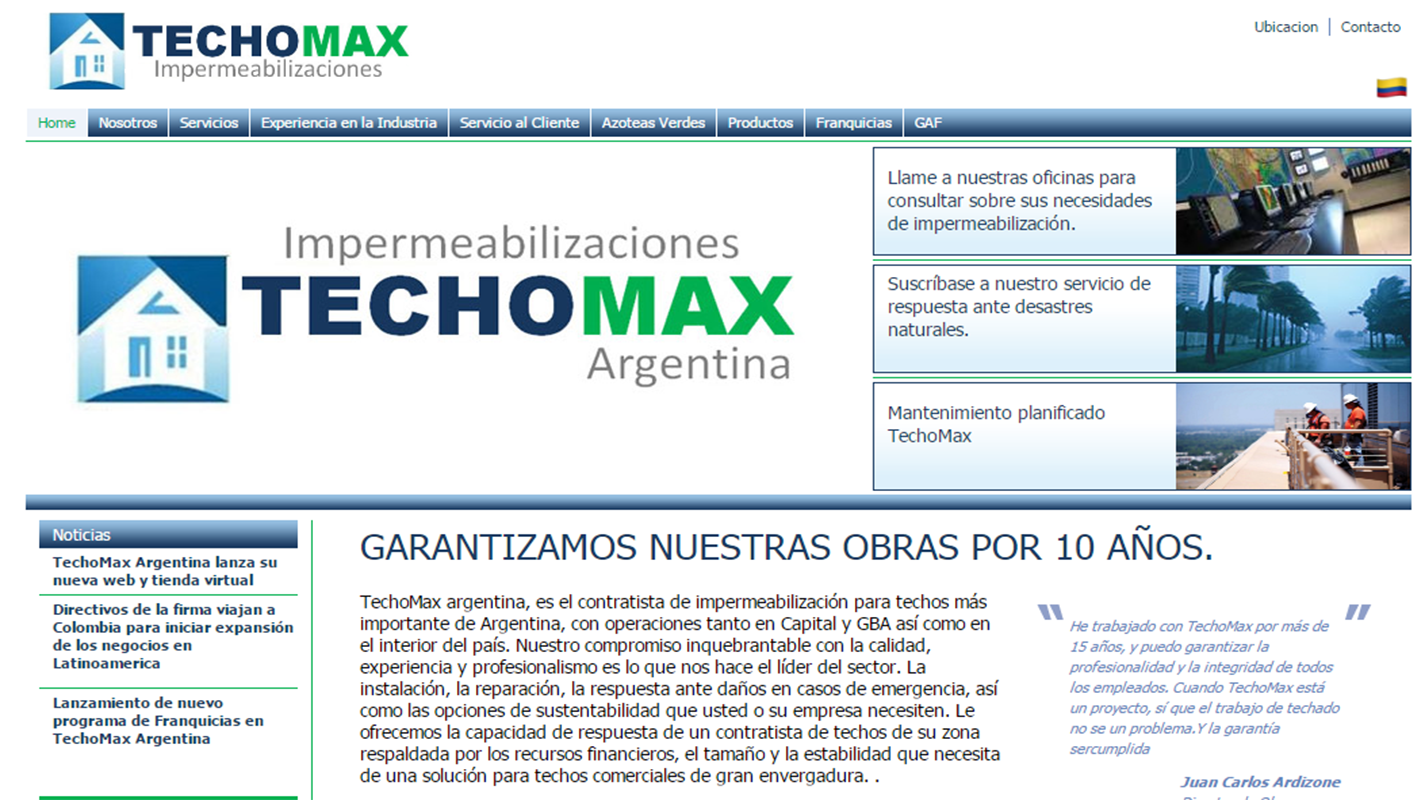 TECHOMAX
Impermeabilizaciones
Ubicacion | Contacto
Home Nosotros Servicios Experiencia en la Industria Servicio al Cliente Azoteas Verdes Productos Franquicias GAF
Impermeabilizaciones
TECHOMAX
Argentina
Llame a nuestras oficinas para
consultar sobre sus necesidades
de impermeabilización.
Suscríbase a nuestro servicio de
respuesta ante desastres
naturales.
Mantenimiento planificado
TechoMax
Noticias
TechoMax Argentina lanza su
nueva web y tienda virtual
Directivos de la firma viajan a
Colombia para iniciar expansión
de los negocios en
Latinoamerica
Lanzamiento de nuevo
programa de Franquicias en
TechoMax Argentina
GARANTIZAMOS NUESTRAS OBRAS POR 10 AÑOS.
TechoMax argentina, es el contratista de impermeabilización para techos más
importante de Argentina, con operaciones tanto en Capital y GBA así como en
el interior del país. Nuestro compromiso inquebrantable con la calidad,
experiencia y profesionalismo es lo que nos hace el líder del sector. La
instalación, la reparación, la respuesta ante daños en casos de emergencia, así
como las opciones de sustentabilidad que usted o su empresa necesiten. Le
ofrecemos la capacidad de respuesta de un contratista de techos de su zona
respaldada por los recursos financieros, el tamaño y la estabilidad que necesita
de una solución para techos comerciales de gran envergadura. .
He trabajado con TechoMax por más de
15 años, y puedo garantizar la
profesionalidad y la integridad de todos
los empleados. Cuando TechoMax está
un proyecto, sí que el trabajo de techado
no se un problema.Y la garantía
sercumplida
Juan Carlos Ardizone